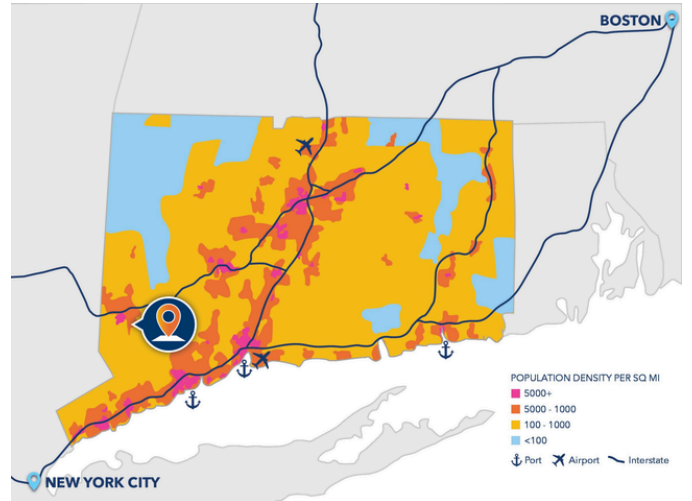 BOSTON
NEW YORK CITY
POPULATION DENSITY PER SQ MI
5000+
5000 - 1000
100 - 1000
<100
Port Airport Interstate